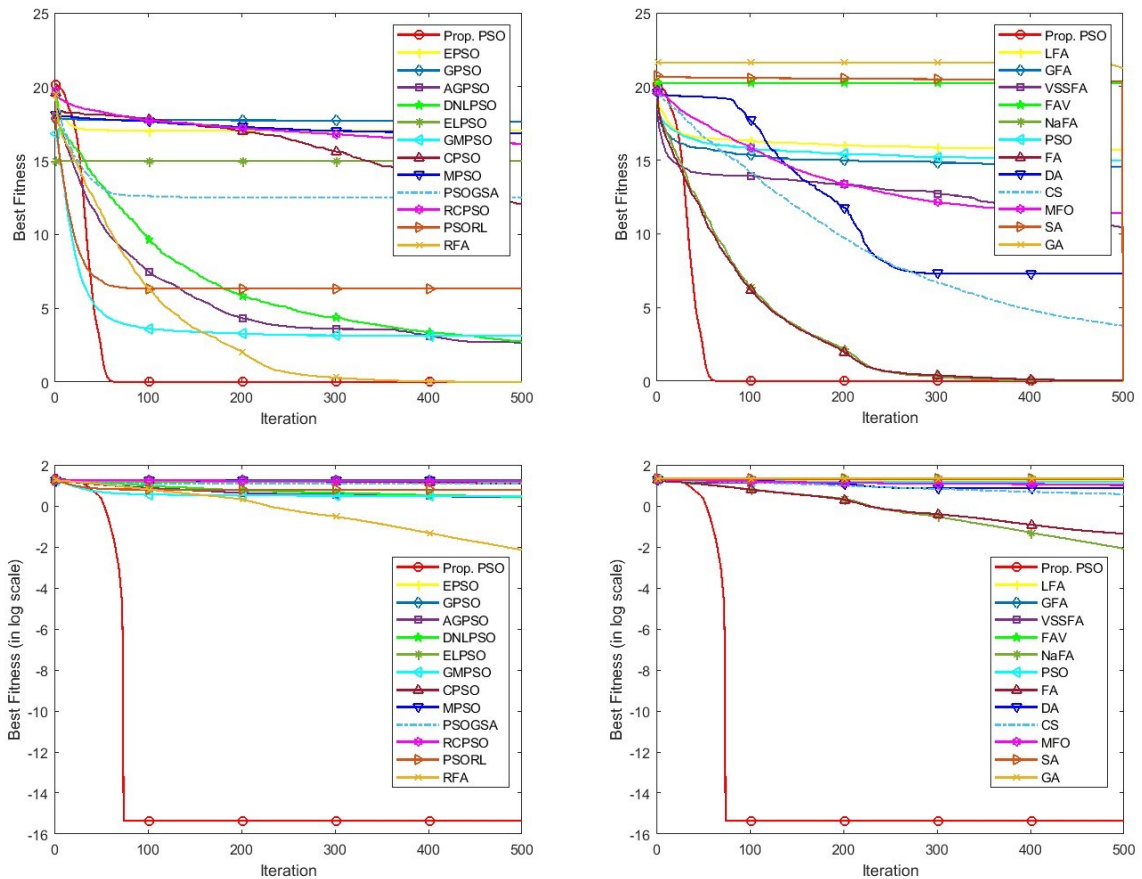 25
20
15
10
5
0
Best Fitness
0 100 200 300 400 500
Iteration
Prop. PSO
EPSO
GPSO
AGPSO
DNLPSO
ELPSO
GMPSO
CPSO
MPSO
PSOGSA
RCPSO
PSORL
RFA
25
20
15
10
5
0
Best Fitness
0 100 200 300 400 500
Iteration
Prop. PSO
LFA
GFA
VSSFA
FAV
NaFA
PSO
FA
DA
CS
MFO
SA
GA
2
0
-2
-4
-6
-8
-10
-12
-14
-16
Best Fitness (in log scale)
0 100 200 300 400 500
Iteration
Prop. PSO
EPSO
GPSO
AGPSO
DNLPSO
ELPSO
GMPSO
CPSO
MPSO
PSOGSA
RCPSO
PSORL
RFA
2
0
-2
-4
-6
-8
-10
-12
-14
-16
Best Fitness (in log scale)
0 100 200 300 400 500
Iteration
Prop. PSO
LFA
GFA
VSSFA
FAV
NaFA
PSO
FA
DA
CS
MFO
SA
GA